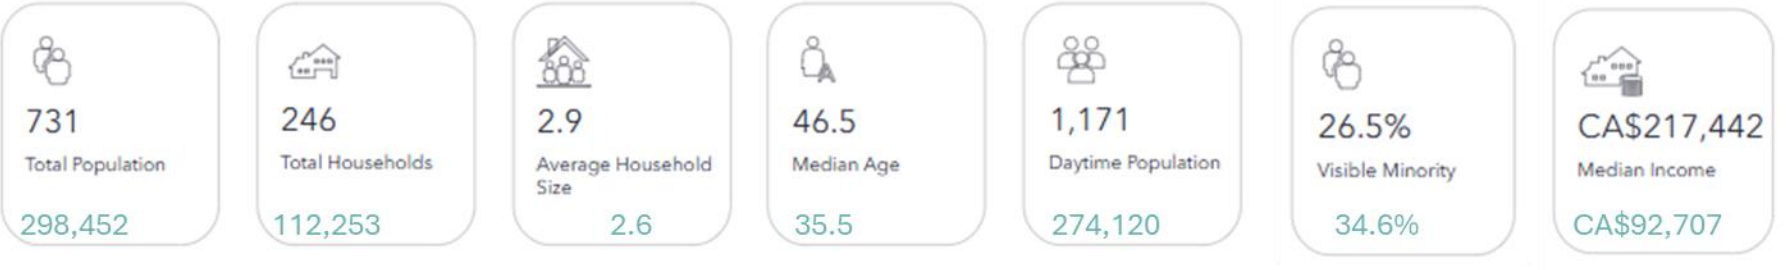 731
Total Population
298,452
246
Total Households
112,253
2.9
Average Household
Size
2.6
46.5
Median Age
35.5
1,171
Daytime Population
274,120
26.5%
Visible Minority
34.6%
CA$217,442
Median Income
CA$92,707